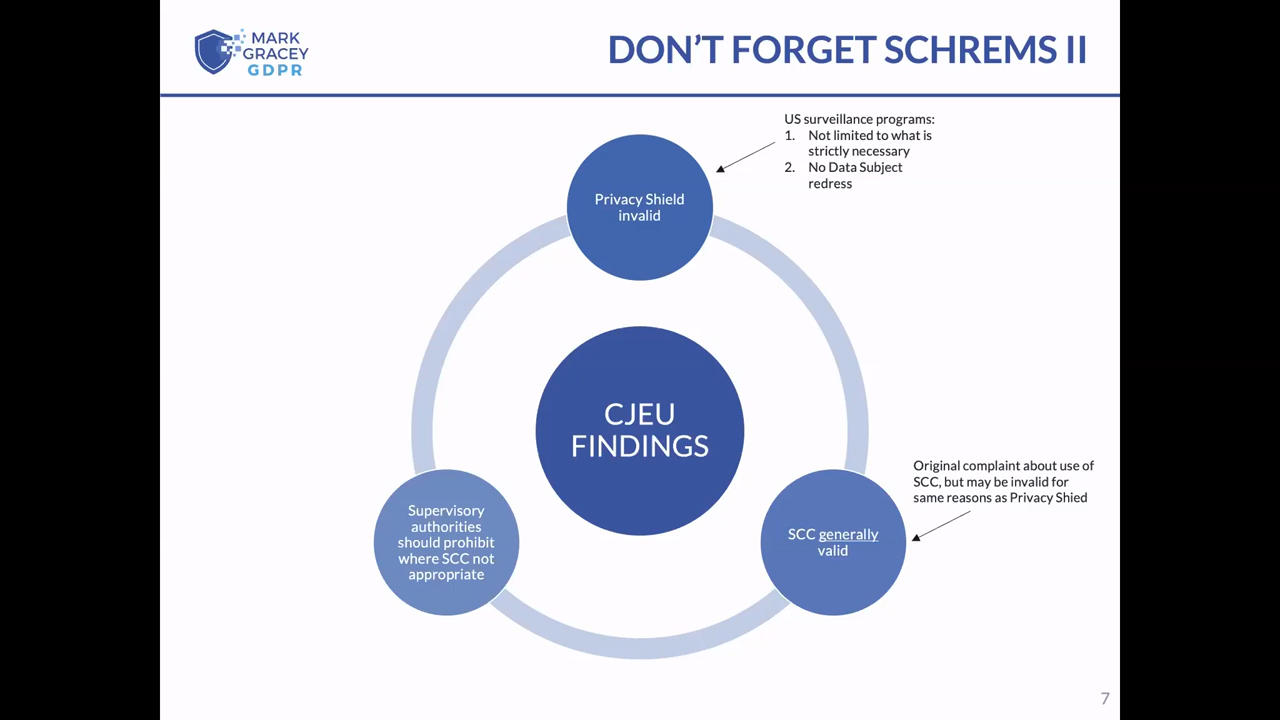 MARK
GRACEY
GDPR
DON'T FORGET SCHREMS II
US surveillance programs:
1. Not limited to what is
strictly necessary
2. No Data Subject
redress
Privacy Shield
invalid
CJEU
FINDINGS
Original complaint about use of
SCC, but may be invalid for
same reasons as Privacy Shied
SCC generally
valid
Supervisory
authorities
should prohibit
where SCC not
appropriate
7